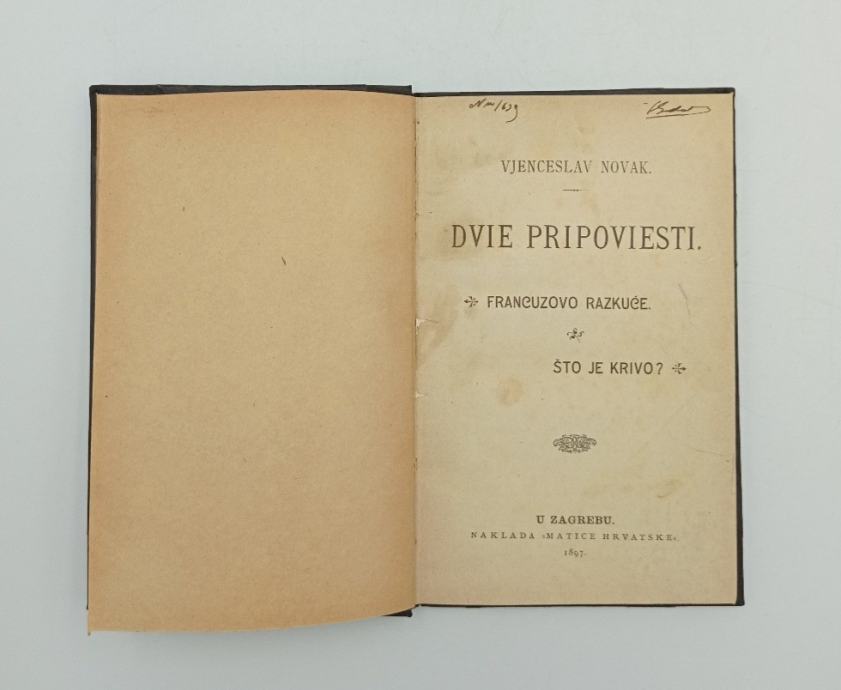 VJENCESLAV NOVAK.
DVIE PRIPOVIESTI.
FRANCUZOVO RAZKUĆE.
ŠTO JE KRIVO?
U ZAGREBU.
NAKLADA »MATICE HRVATSKE«.
1897.